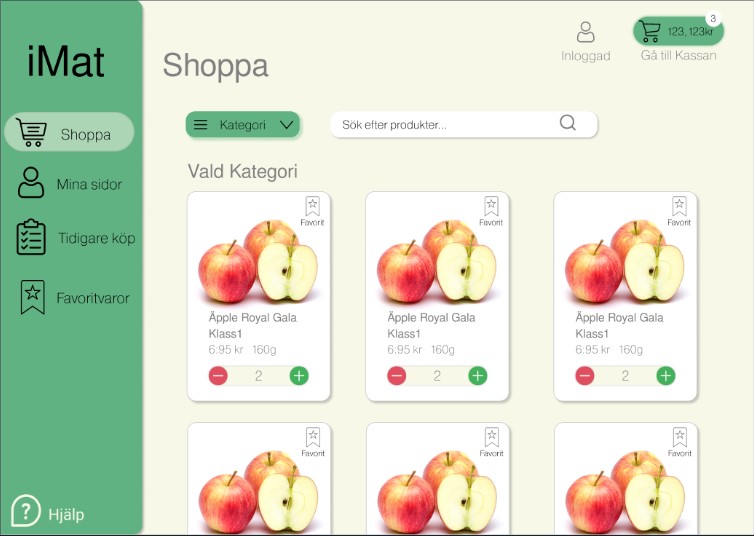 iMat
Shoppa
Inloggad
3
123, 123kr
Gå till Kassan
Shoppa
Mina sidor
Tidigare köp
Favoritvaror
? Hjälp
Kategori
Sök efter produkter...
Vald Kategori
Favorit
Äpple Royal Gala
Klass1
6:95 kr 160g
2
Favorit
Äpple Royal Gala
Klass1
6:95 kr 160g
2
Favorit
Äpple Royal Gala
Klass1
6:95 kr 160g
2
Favorit
Favorit
Favorit